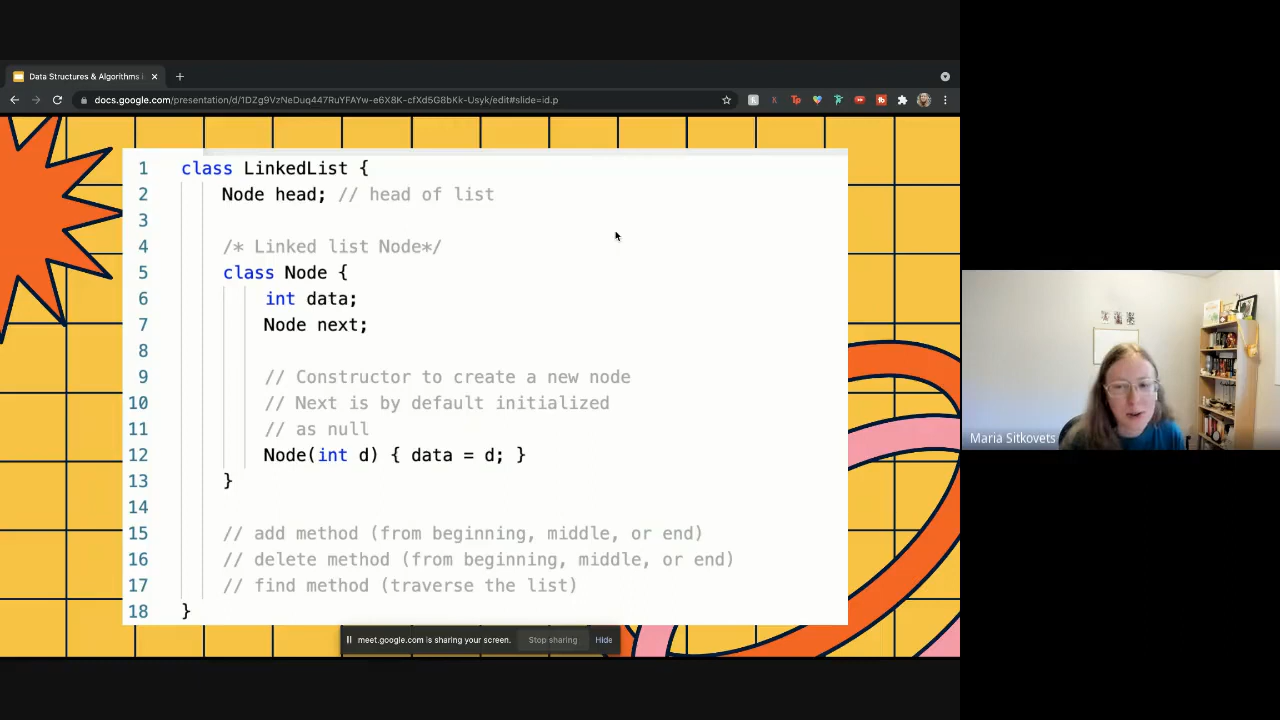 Data Structures & Algorithms i
docs.google.com/presentation/d/1DZg9VzNeDuq447RuYFAYw-e6X8K-cfXd5G8bKk-Usyk/edit#slide=id.p
1 class LinkedList {
2 Node head; // head of list
3
4 /* Linked list Node*/
5 class Node {
6 int data;
7 Node next;
8
9 // Constructor to create a new node
10 // Next is by default initialized
11 // as null
12 Node(int d) { data = d; }
13 }
14
15 // add method (from beginning, middle, or end)
16 // delete method (from beginning, middle, or end)
17 // find method (traverse the list)
18 }
meet.google.com is sharing your screen. Stop sharing Hide
Maria Sitkovets